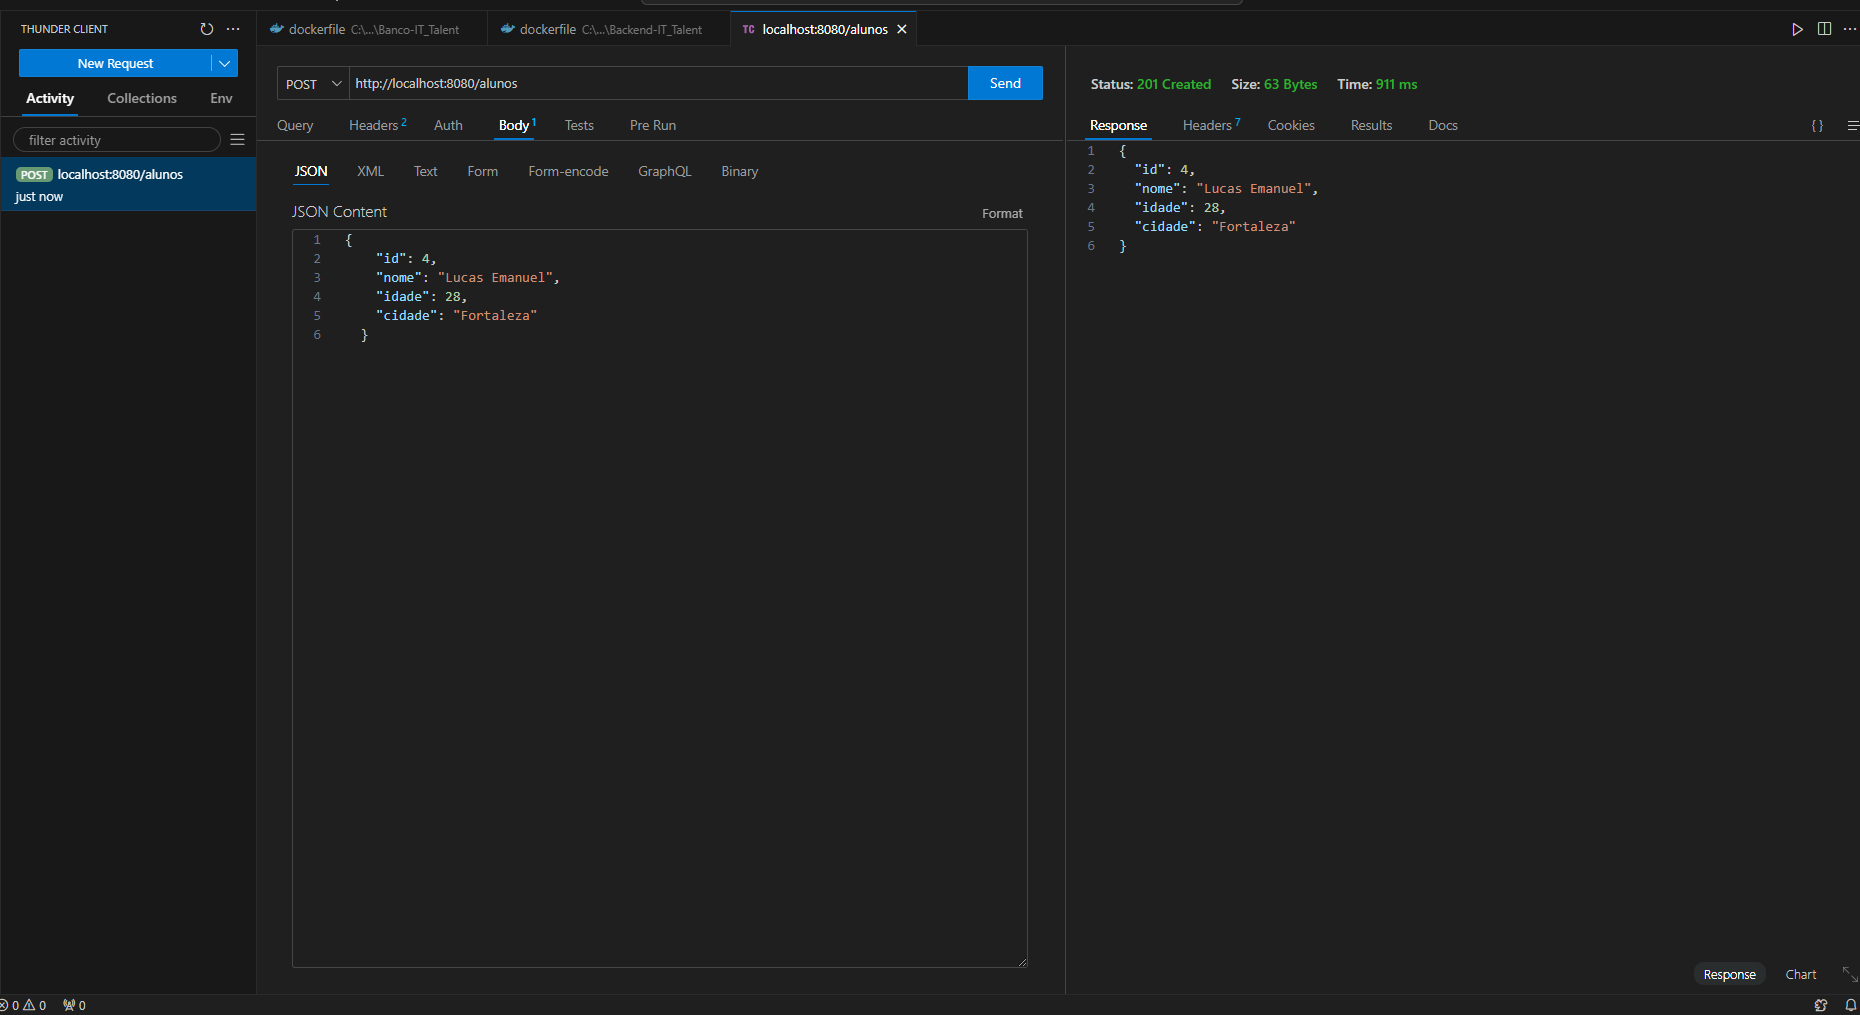 THUNDER CLIENT
New Request
Activity Collections Env
filter activity
POST localhost:8080/alunos
just now
dockerfile C:\...\Banco-IT_Talent
dockerfile C:\...\Backend-IT_Talent
TC localhost:8080/alunos
POST http://localhost:8080/alunos Send
Query Headers 2 Auth Body 1 Tests Pre Run
JSON XML Text Form Form-encode GraphQL Binary
JSON Content Format
1 {
2 "id": 4,
3 "nome": "Lucas Emanuel",
4 "idade": 28,
5 "cidade": "Fortaleza"
6 }
Status: 201 Created Size: 63 Bytes Time: 911 ms
Response Headers 7 Cookies Results Docs { }
1 {
2 "id": 4,
3 "nome": "Lucas Emanuel",
4 "idade": 28,
5 "cidade": "Fortaleza"
6 }
Response Chart
0 0 0